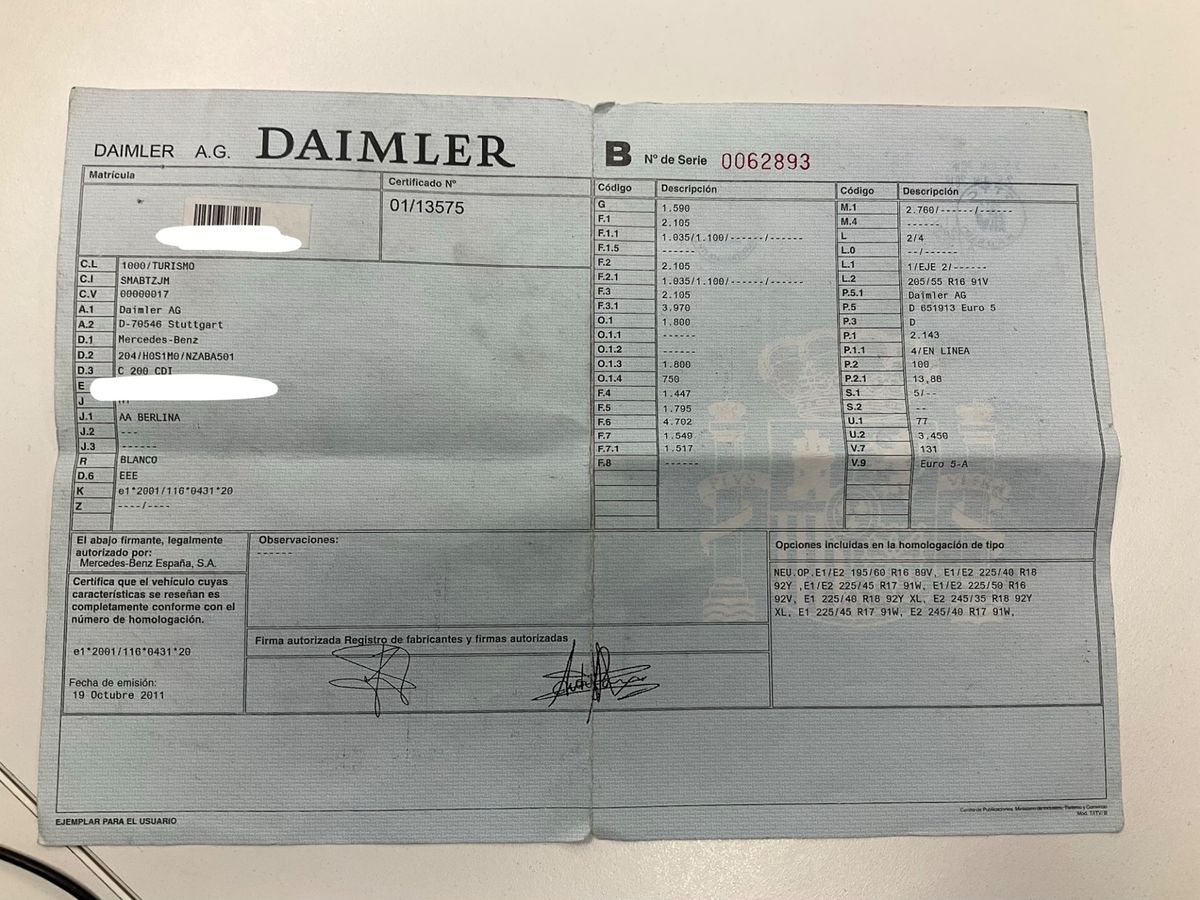 DAIMLER A.G. DAIMLER
B Nº de Serie 0062893
Matrícula
Certificado Nº
01/13575
C.L 1000/TURISMO
C.I SMABTZJM
C.V 00000017
A.1 Daimler AG
A.2 D-70546 Stuttgart
D.1 Mercedes-Benz
D.2 204/H0S1M0/NZABA501
D.3 C 200 CDI
E
J M1
J.1 AA BERLINA
J.2 ---
J.3 ------
R BLANCO
D.6 EEE
K e1*2001/116*0431*20
Z ----/----
Código Descripción
G 1.590
F.1 2.105
F.1.1 1.035/1.100/------/------
F.1.5 ------
F.2 2.105
F.2.1 1.035/1.100/------/------
F.3 2.105
F.3.1 3.970
O.1 1.800
O.1.1 ------
O.1.2 ------
O.1.3 1.800
O.1.4 750
F.4 1.447
F.5 1.795
F.6 4.702
F.7 1.549
F.7.1 1.517
F.8 ------
Código Descripción
M.1 2.760/------/------
M.4 ------
L 2/4
L.0 --/------
L.1 1/EJE 2/------
L.2 205/55 R16 91V
P.5.1 Daimler AG
P.5 D 651913 Euro 5
P.3 D
P.1 2.143
P.1.1 4/EN LINEA
P.2 100
P.2.1 13,88
S.1 5/--
S.2 --
U.1 77
U.2 3.450
V.7 131
V.9 Euro 5-A
El abajo firmante, legalmente
autorizado por:
Mercedes-Benz España, S.A.
Certifica que el vehículo cuyas
características se reseñan es
completamente conforme con el
número de homologación.
e1*2001/116*0431*20
Fecha de emisión:
19 Octubre 2011
Observaciones:
------
Firma autorizada Registro de fabricantes y firmas autorizadas
Opciones incluidas en la homologación de tipo
NEU.OP.E1/E2 195/60 R16 89V, E1/E2 225/40 R18
92Y ,E1/E2 225/45 R17 91W, E1/E2 225/50 R16
92V, E1 225/40 R18 92Y XL, E2 245/35 R18 92Y
XL, E1 225/45 R17 91W, E2 245/40 R17 91W,
EJEMPLAR PARA EL USUARIO
Centro de Publicaciones. Ministerio de Industria, Turismo y Comercio
Mod. TITV/B
PLVS